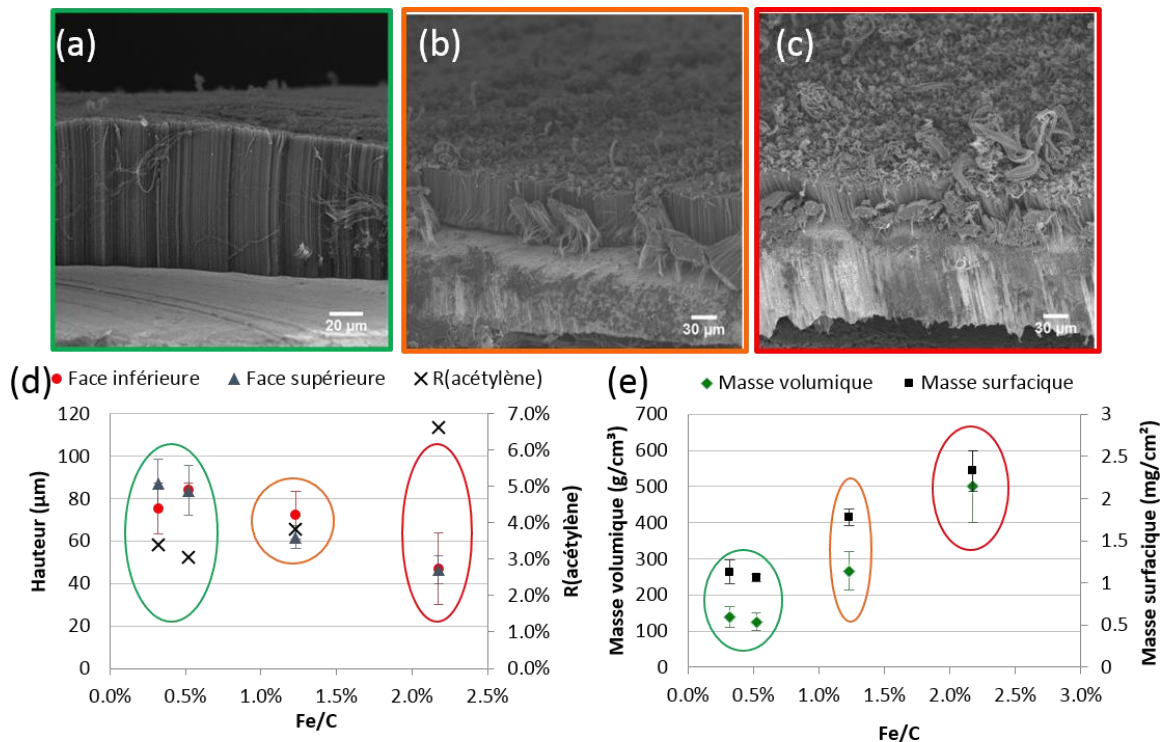 (a)
(b)
(c)
20 µm
30 µm
30 µm
(d)
Face inférieure
Face supérieure
R(acétylène)
Hauteur (µm)
120
100
80
60
40
20
0
7.0%
6.0%
5.0%
4.0%
3.0%
2.0%
1.0%
0.0%
R(acétylène)
0.0%
0.5%
1.0%
1.5%
2.0%
2.5%
Fe/C
(e)
Masse volumique
Masse surfacique
Masse volumique (g/cm³)
700
600
500
400
300
200
100
0
3
2.5
2
1.5
1
0.5
0
Masse surfacique (mg/cm²)
0.0%
0.5%
1.0%
1.5%
2.0%
2.5%
3.0%
Fe/C